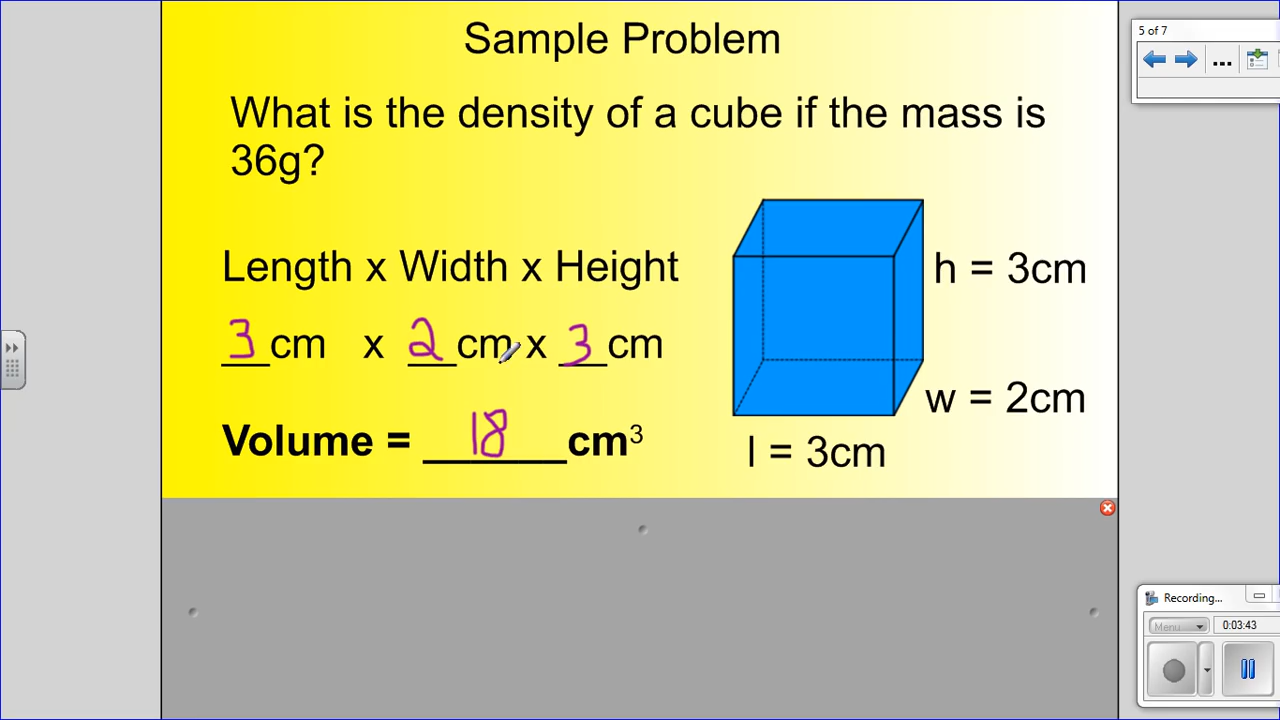 Sample Problem
5 of 7
What is the density of a cube if the mass is
36g?
Length x Width x Height
h = 3cm
3 cm x 2 cm x 3 cm
w = 2cm
Volume = 18 cm³
l = 3cm
Recording...
Menu
0:03:43